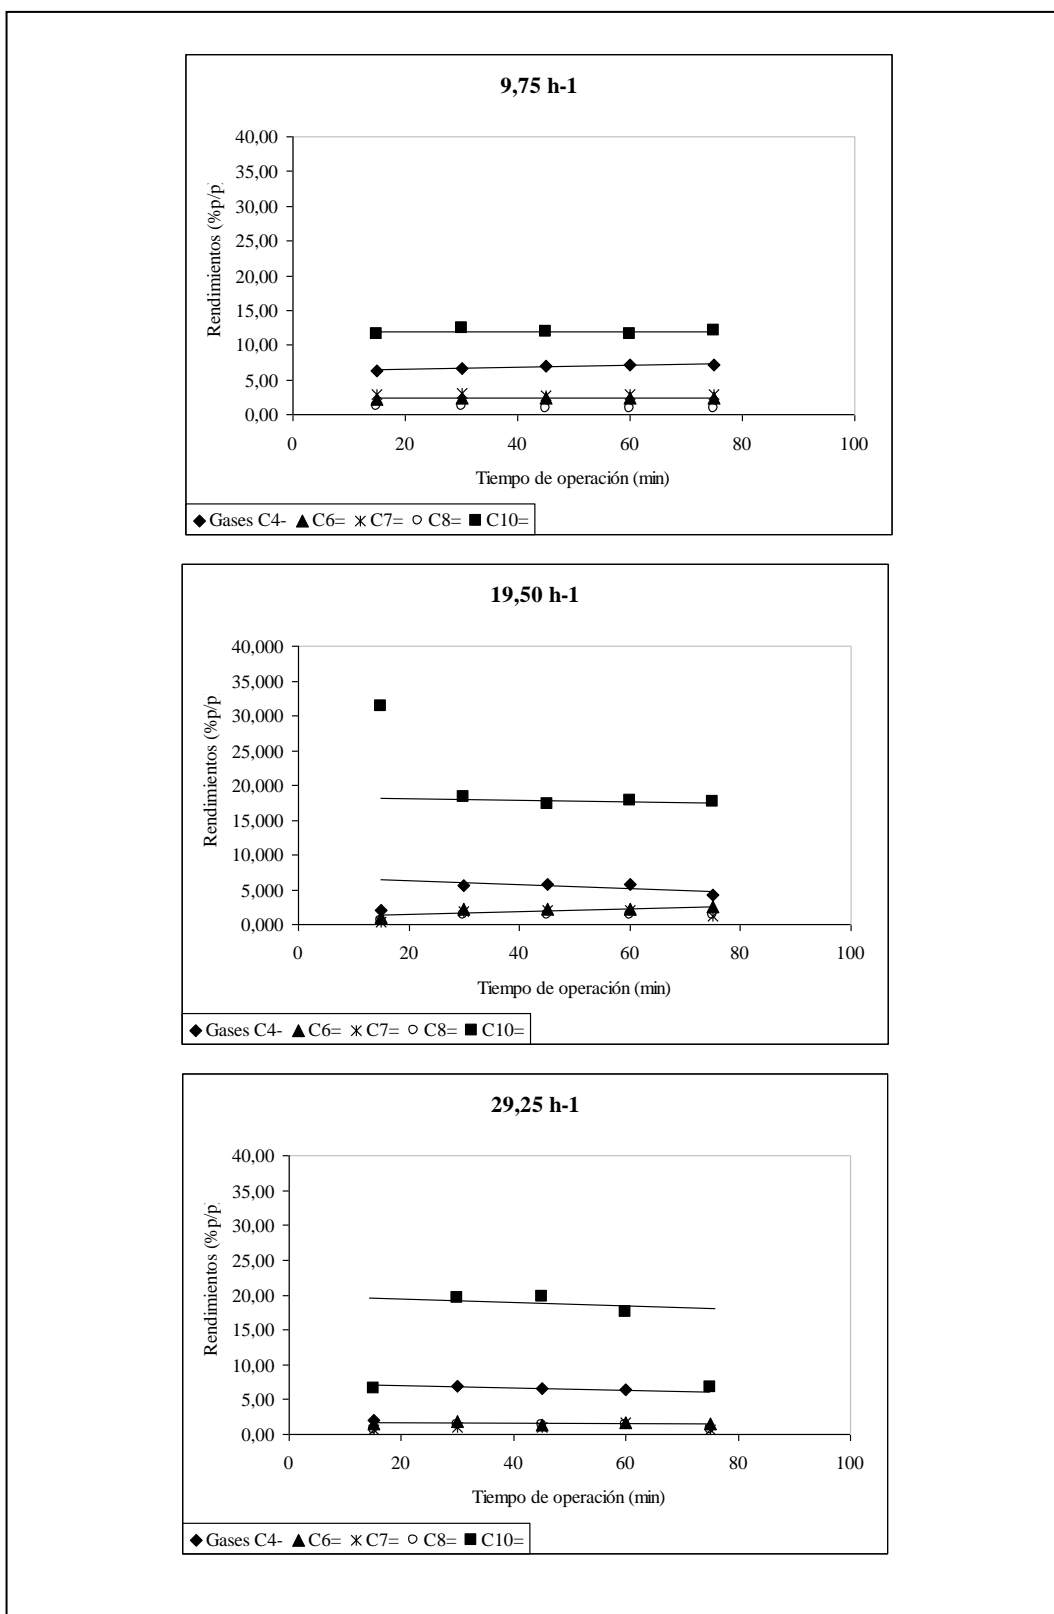 9,75 h-1
40,00
35,00
30,00
25,00
20,00
15,00
10,00
5,00
0,00
Rendimientos (%p/p)
0 20 40 60 80 100
Tiempo de operación (min)
Gases C4- C6= C7= C8= C10=
19,50 h-1
40,000
35,000
30,000
25,000
20,000
15,000
10,000
5,000
0,000
Rendimientos (%p/p)
0 20 40 60 80 100
Tiempo de operación (min)
Gases C4- C6= C7= C8= C10=
29,25 h-1
40,00
35,00
30,00
25,00
20,00
15,00
10,00
5,00
0,00
Rendimientos (%p/p)
0 20 40 60 80 100
Tiempo de operación (min)
Gases C4- C6= C7= C8= C10=